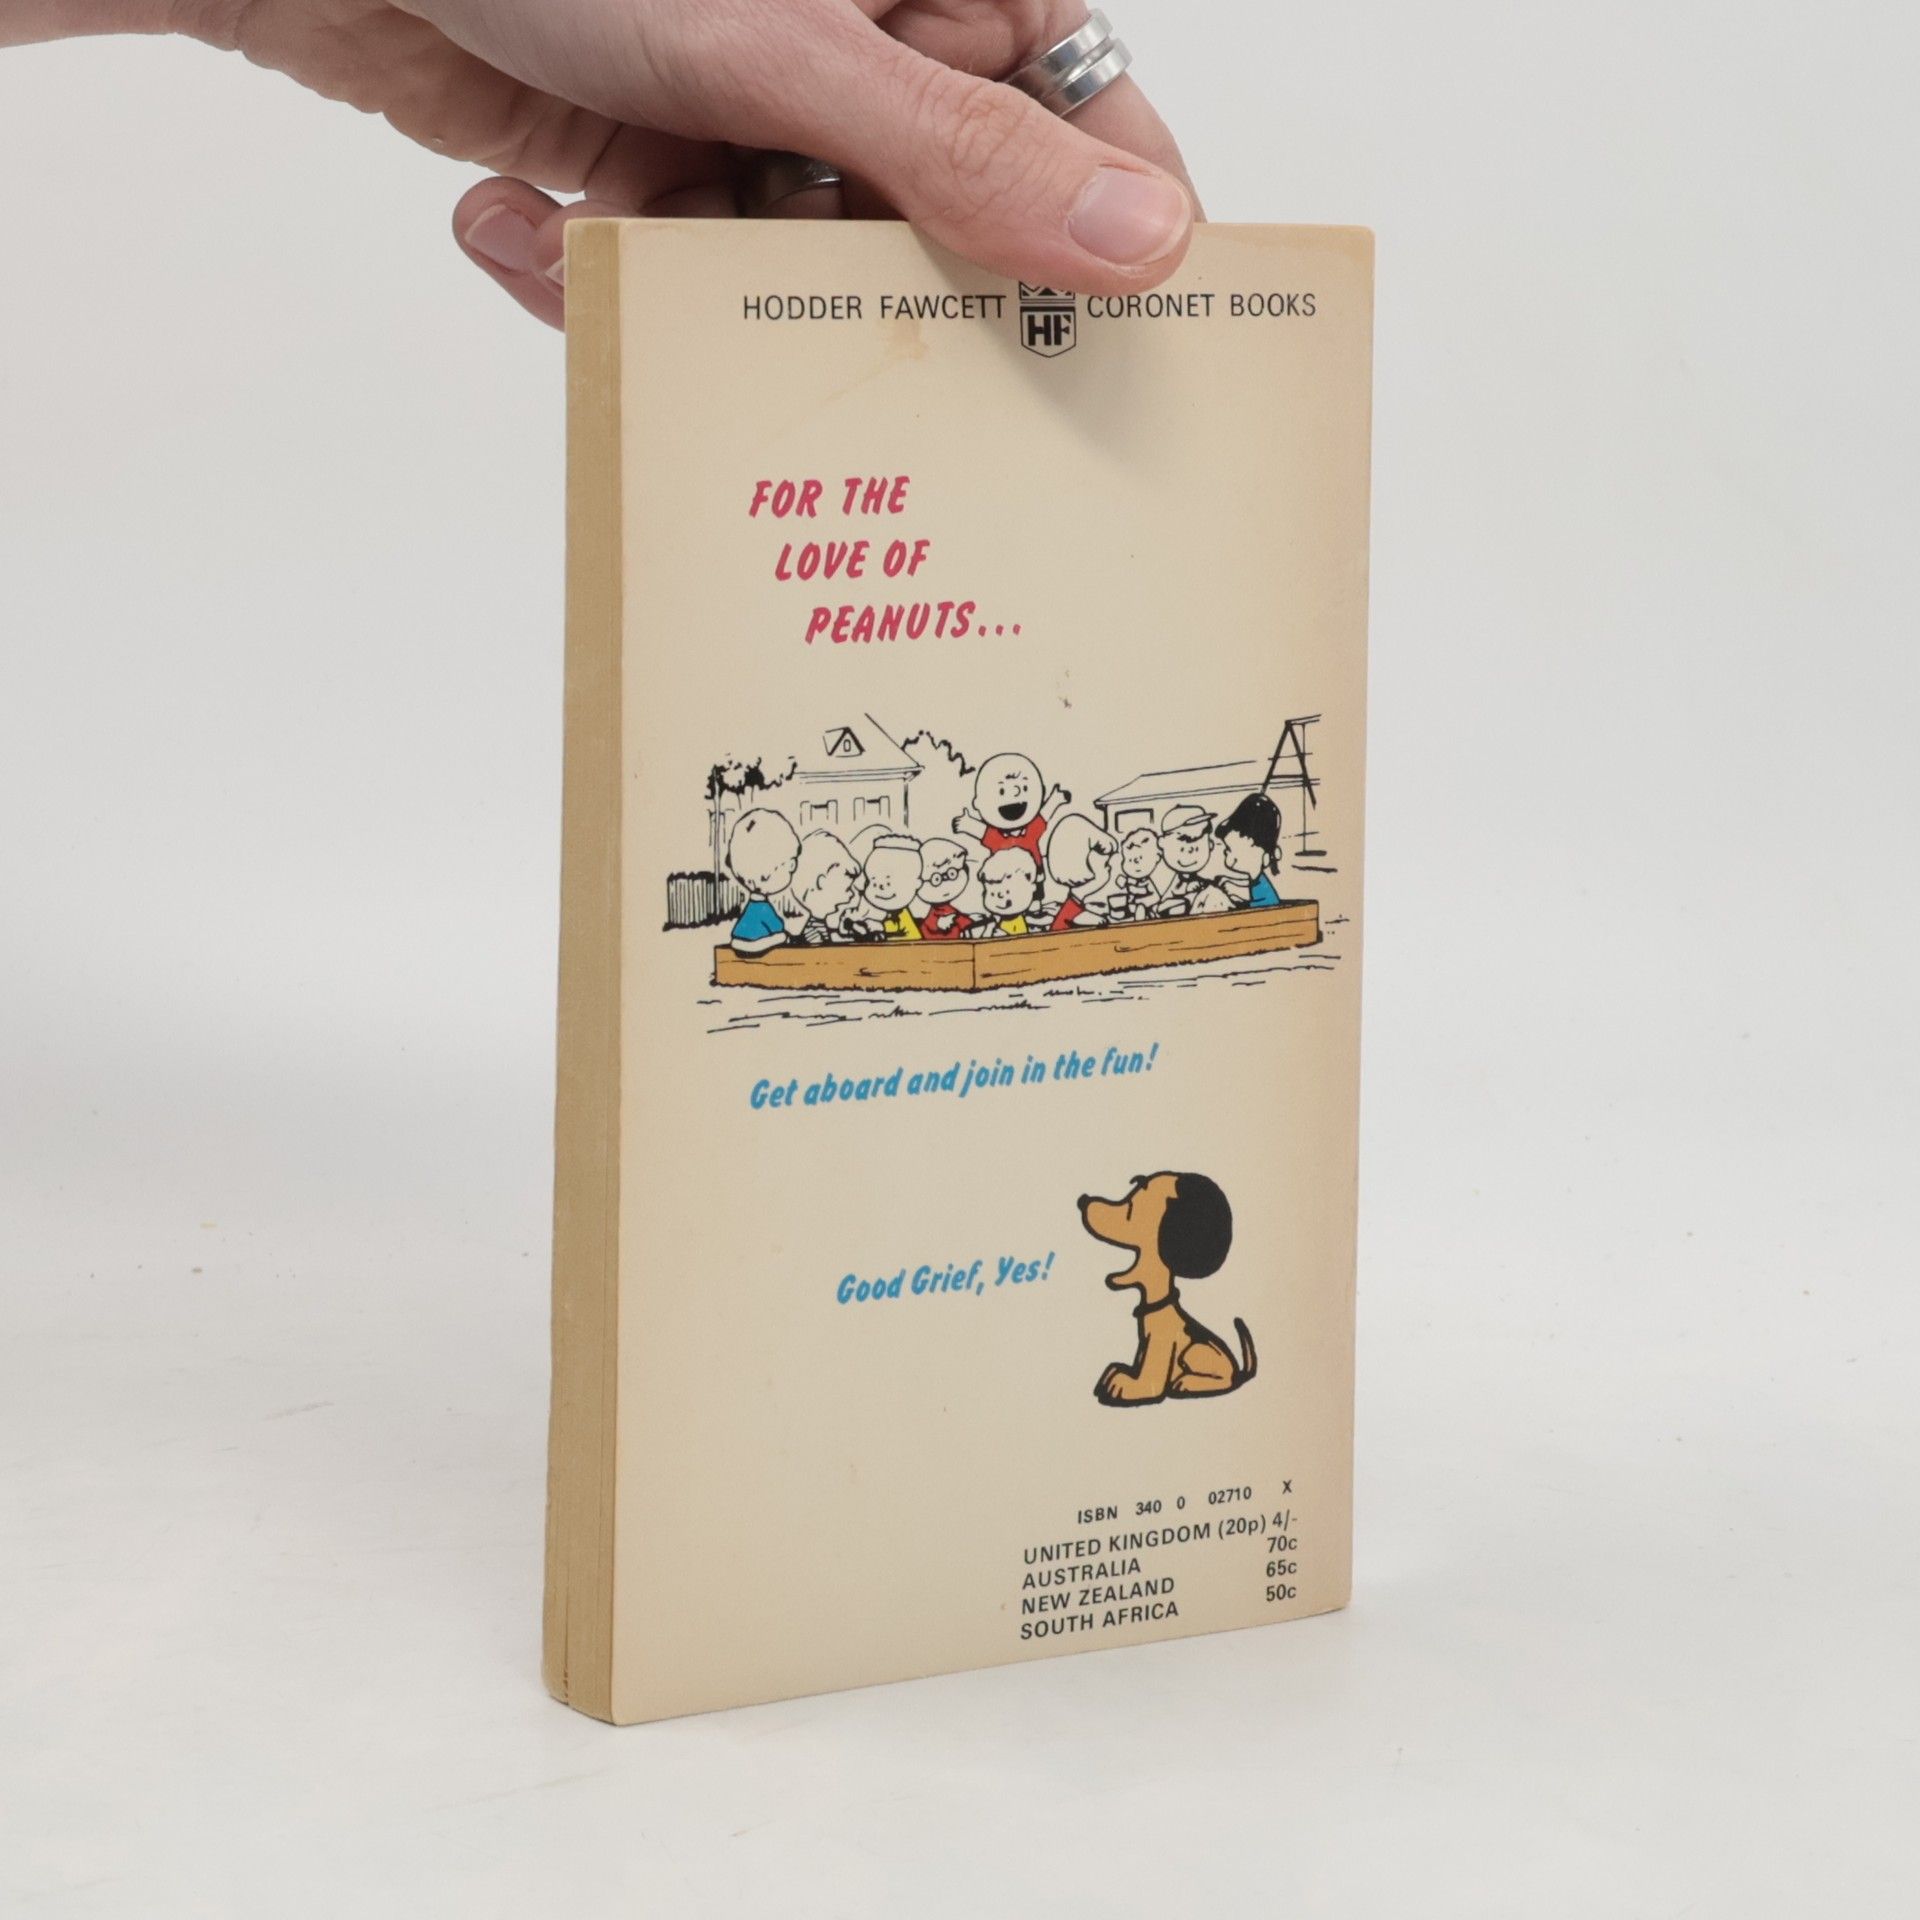 HODDER FAWCETT HF CORONET BOOKS
FOR THE
LOVE OF
PEANUTS...
Get aboard and join in the fun!
Good Grief, Yes!
ISBN 340 0 02710 X
UNITED KINGDOM (20p) 4/-
AUSTRALIA 70c
NEW ZEALAND 65c
SOUTH AFRICA 50c